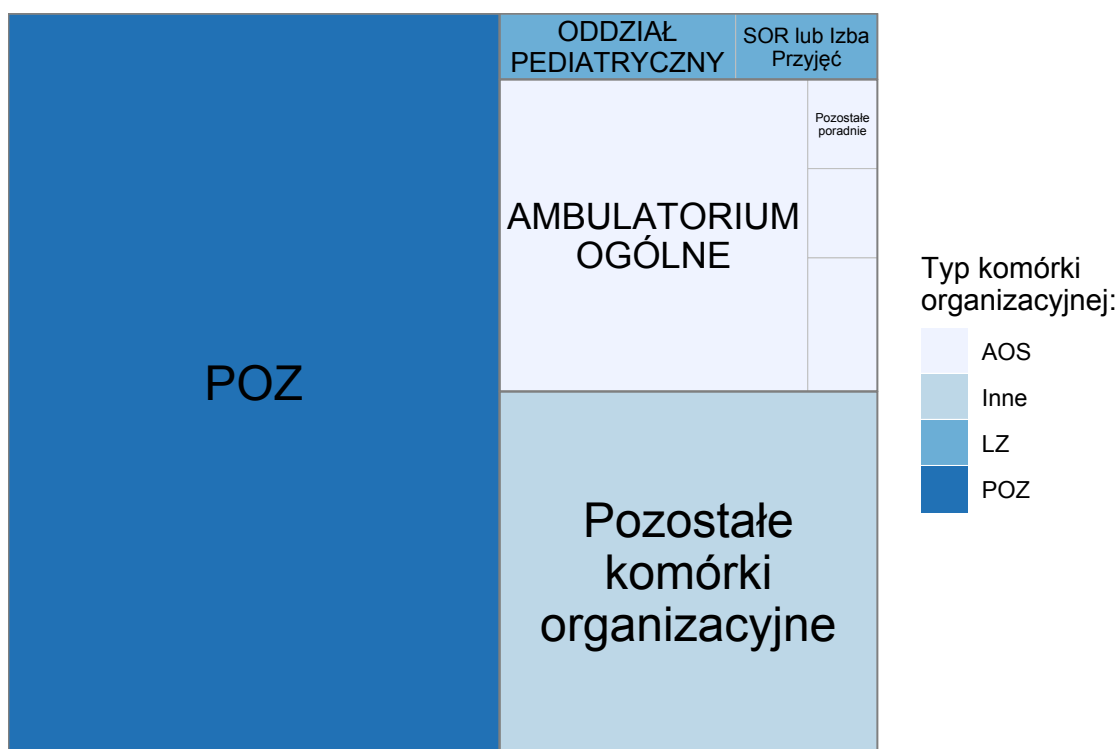 ODDZIAŁ
PEDIATRYCZNY
SOR lub Izba
Przyjęć
Pozostałe
poradnie
AMBULATORIUM
OGÓLNE
POZ
Pozostałe
komórki
organizacyjne
Typ komórki
organizacyjnej:
AOS
Inne
LZ
POZ